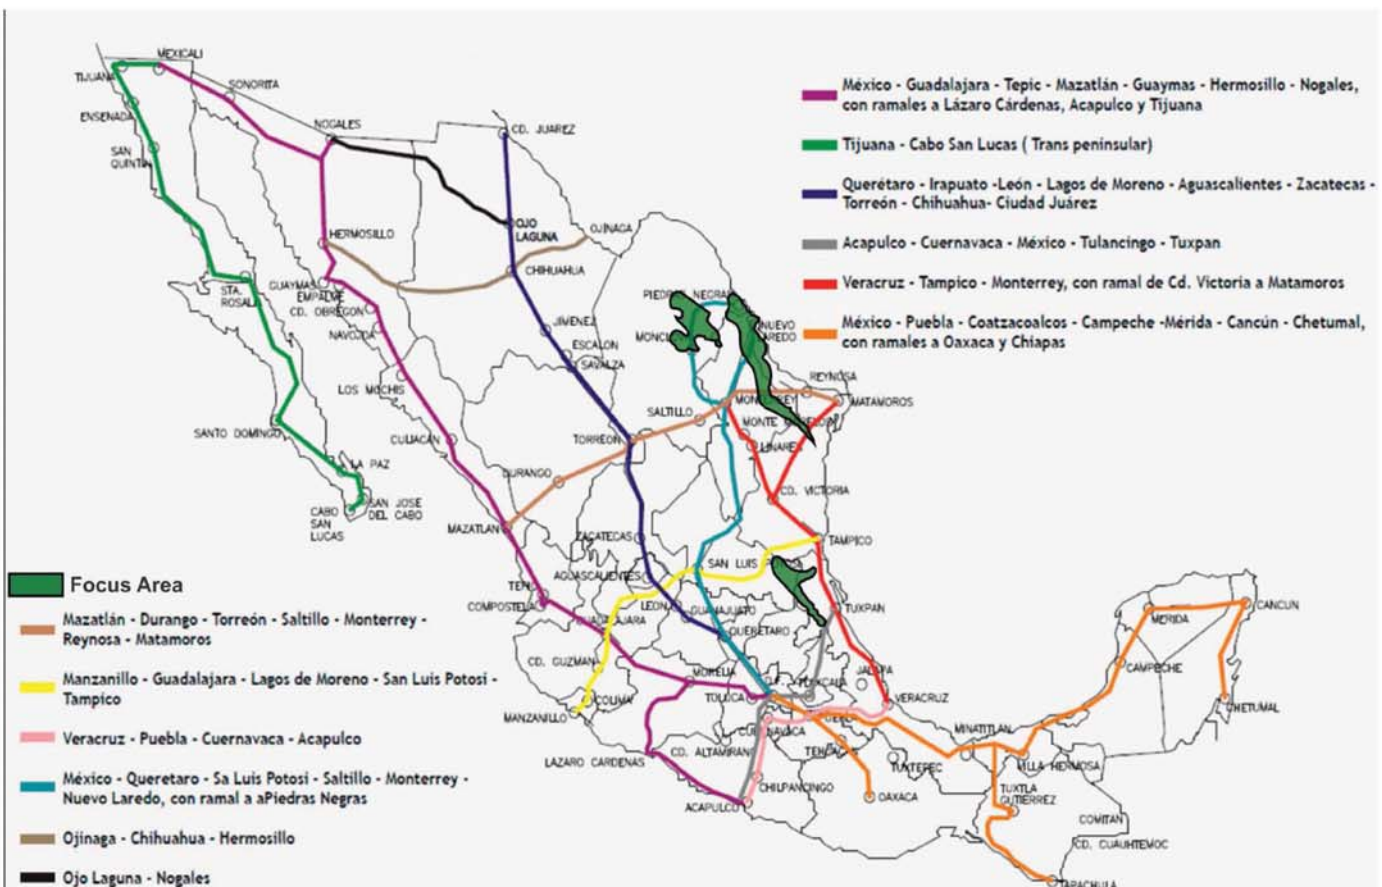 MEXICALI
TIJUANA
SONORITA
ENSENADA
NOGALES
CD. JUAREZ
SAN
QUINTIN
OJO
LAGUNA
OJINAGA
HERMOSILLO
CHIHUAHUA
STA.
GUAYMAS
EMPALME
CD. OBREGON
NAVOJOA
JIMENEZ
ESCALON
SAVALZA
NUEVO
LOS MOCHIS
REYNOSA
MATAMOROS
SALTILLO
SANTO DOMINGO
CULIACAN
TORREON
LINARES
LA PAZ
DURANGO
CD. VICTORIA
CABO
SAN
LUCAS
SAN JOSE
DEL CABO
MAZATLAN
ZACATECAS
TAMPICO
SAN LUIS
AGUASCALIENTES
COMPOSTELA
LEON
GUANAJUATO
TUXPAN
QUERETARO
CD. GUZMAN
MORELIA
JALAPA
TOLUCA
COLIMA
MANZANILLO
VERACRUZ
LAZARO CARDENAS
CD. ALTAMIRANO
MINATITLAN
TUXTEPEC
VILLA HERMOSA
CHILPANCINGO
ACAPULCO
OAXACA
TUXTLA
GUTIERREZ
COMITAN
CD. CUAUHTEMOC
TAPACHULA
MERIDA
CANCUN
CAMPECHE
CHETUMAL
México - Guadalajara - Tepic - Mazatlán - Guaymas - Hermosillo - Nogales,
con ramales a Lázaro Cárdenas, Acapulco y Tijuana
Tijuana - Cabo San Lucas ( Trans peninsular)
Querétaro - Irapuato -León - Lagos de Moreno - Aguascalientes - Zacatecas -
Torreón - Chihuahua- Ciudad Juárez
Acapulco - Cuernavaca - México - Tulancingo - Tuxpan
Veracruz - Tampico - Monterrey, con ramal de Cd. Victoria a Matamoros
México - Puebla - Coatzacoalcos - Campeche -Mérida - Cancún - Chetumal,
con ramales a Oaxaca y Chiapas
Focus Area
Mazatlán - Durango - Torreón - Saltillo - Monterrey -
Reynosa - Matamoros
Manzanillo - Guadalajara - Lagos de Moreno - San Luis Potosi -
Tampico
Veracruz - Puebla - Cuernavaca - Acapulco
México - Queretaro - Sa Luis Potosi - Saltillo - Monterrey -
Nuevo Laredo, con ramal a aPiedras Negras
Ojinaga - Chihuahua - Hermosillo
Ojo Laguna - Nogales